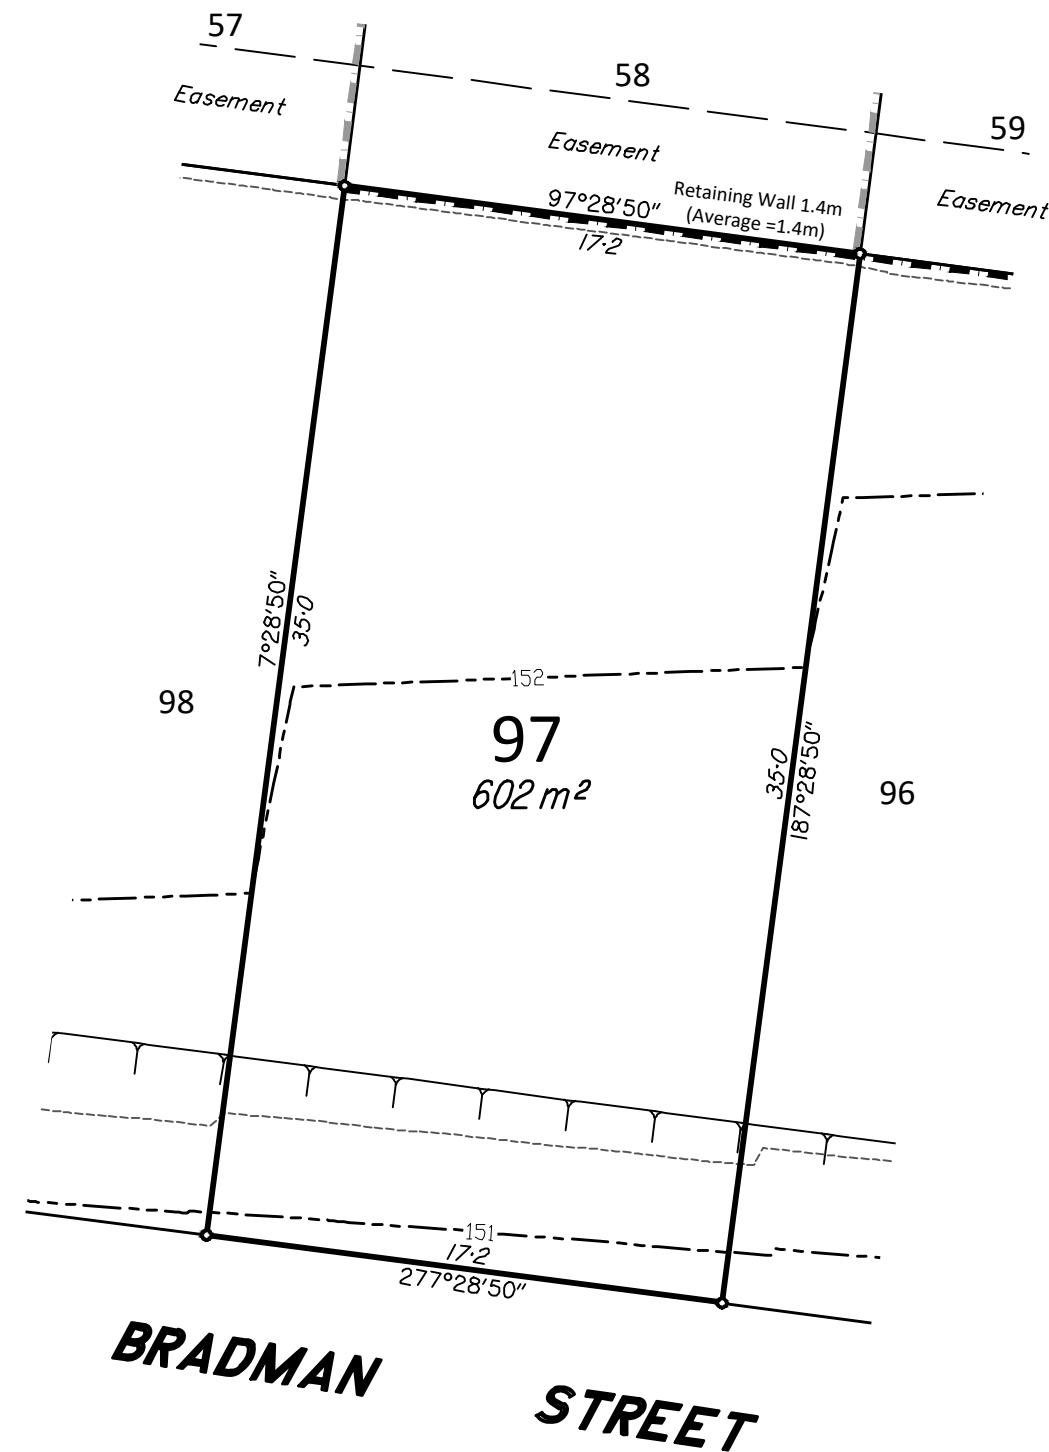 57
58
59
Easement
Easement
Easement
97°28'50"
Retaining Wall 1.4m
(Average =1.4m)
17·2
7°28'50"
35·0
152
98
97
602 m²
35·0
187°28'50"
96
151
17·2
277°28'50"
BRADMAN STREET